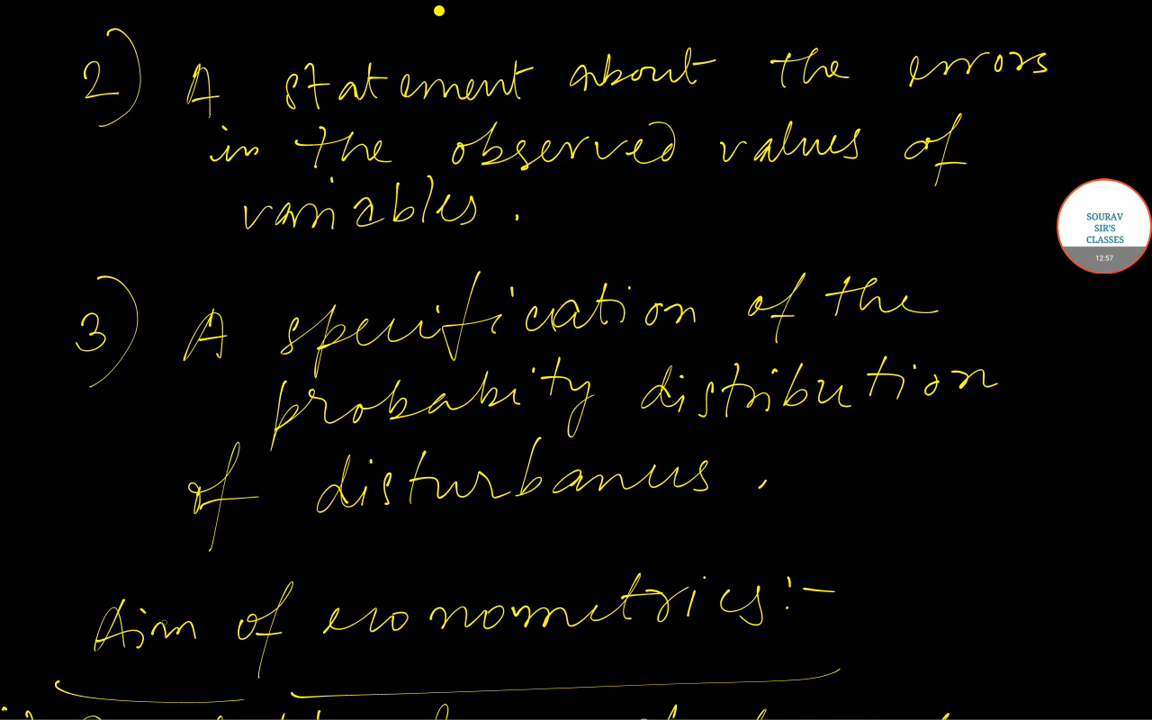 2) A statement about the errors
in the observed values of
variables.
SOURAV
SIR'S
CLASSES
12:57
3) A specification of the
probability distribution
of disturbances.
Aim of econometrics:-